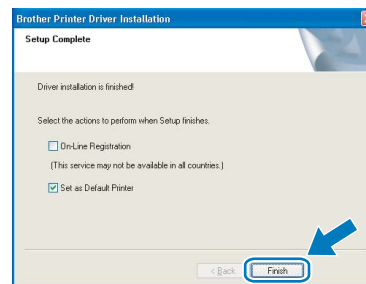 Brother Printer Driver Installation
Setup Complete
Driver installation is finished!
Select the actions to perform when Setup finishes.
On-Line Registration
(This service may not be available in all countries.)
Set as Default Printer
< Back
Finish